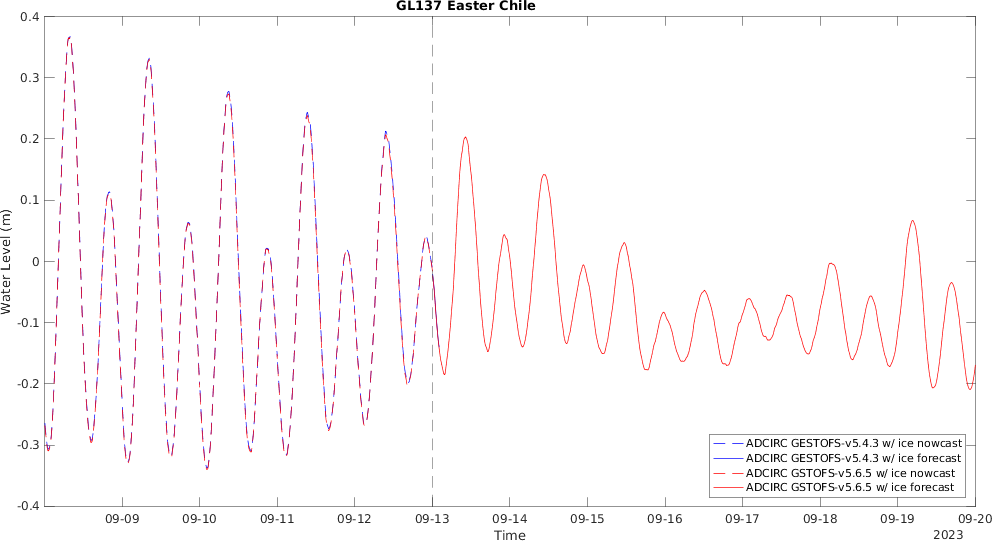 GL137 Easter Chile
0.4
0.3
0.2
0.1
0
-0.1
-0.2
-0.3
-0.4
Water Level (m)
09-09 09-10 09-11 09-12 09-13 09-14 09-15 09-16 09-17 09-18 09-19 09-20
Time
2023
ADCIRC GESTOFS-v5.4.3 w/ ice nowcast
ADCIRC GESTOFS-v5.4.3 w/ ice forecast
ADCIRC GSTOFS-v5.6.5 w/ ice nowcast
ADCIRC GSTOFS-v5.6.5 w/ ice forecast